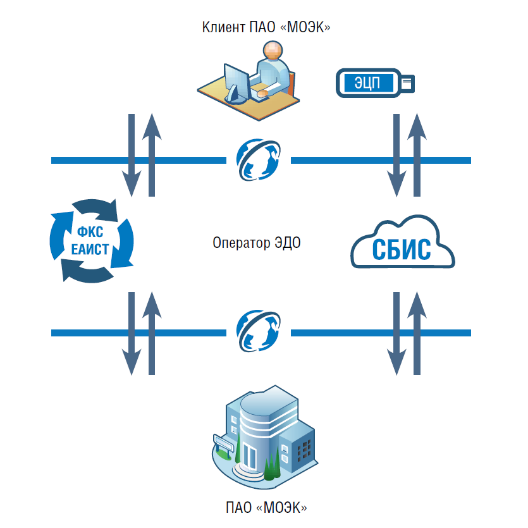 Клиент ПАО «МОЭК»
ЭЦП
ФКС
ЕАИСТ
Оператор ЭДО
СБИС
ПАО «МОЭК»